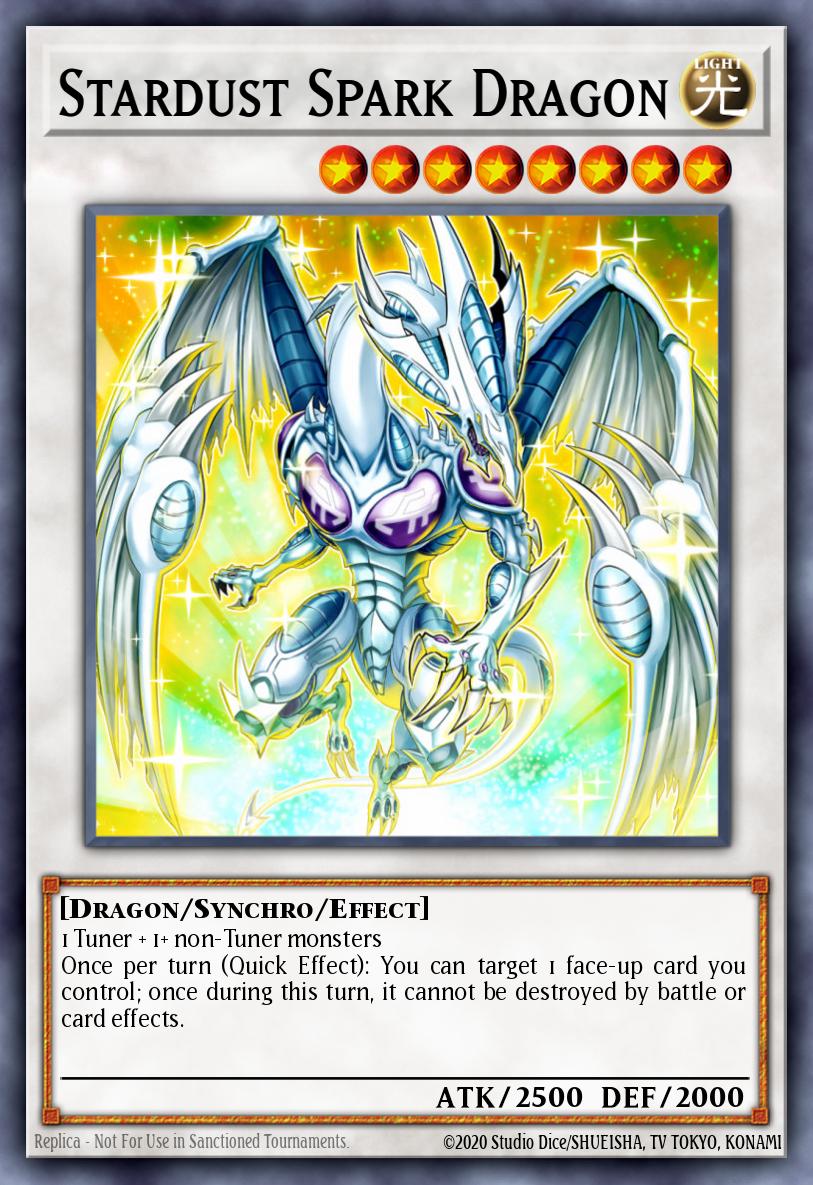 Stardust Spark Dragon
LIGHT
光
[Dragon/Synchro/Effect]
1 Tuner + 1+ non-Tuner monsters
Once per turn (Quick Effect): You can target 1 face-up card you
control; once during this turn, it cannot be destroyed by battle or
card effects.
ATK/2500 DEF/2000
Replica - Not For Use in Sanctioned Tournaments.
©2020 Studio Dice/SHUEISHA, TV TOKYO, KONAMI